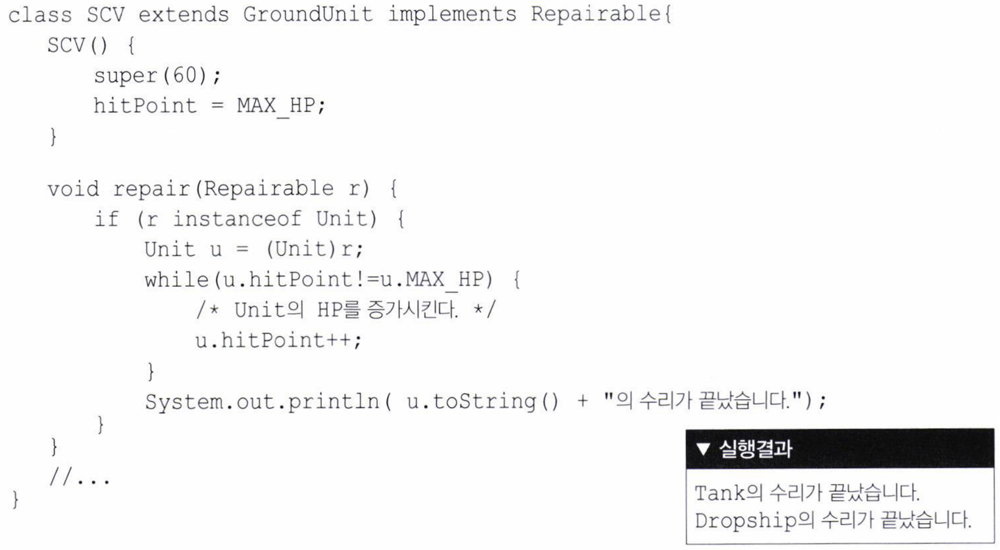 class SCV extends GroundUnit implements Repairable{
SCV() {
super(60);
hitPoint = MAX_HP;
}
void repair(Repairable r) {
if (r instanceof Unit) {
Unit u = (Unit)r;
while(u.hitPoint!=u.MAX_HP) {
/* Unit의 HP를 증가시킨다. */
u.hitPoint++;
}
System.out.println( u.toString() + "의 수리가 끝났습니다.");
}
}
//...
}
▼ 실행결과
Tank의 수리가 끝났습니다.
Dropship의 수리가 끝났습니다.